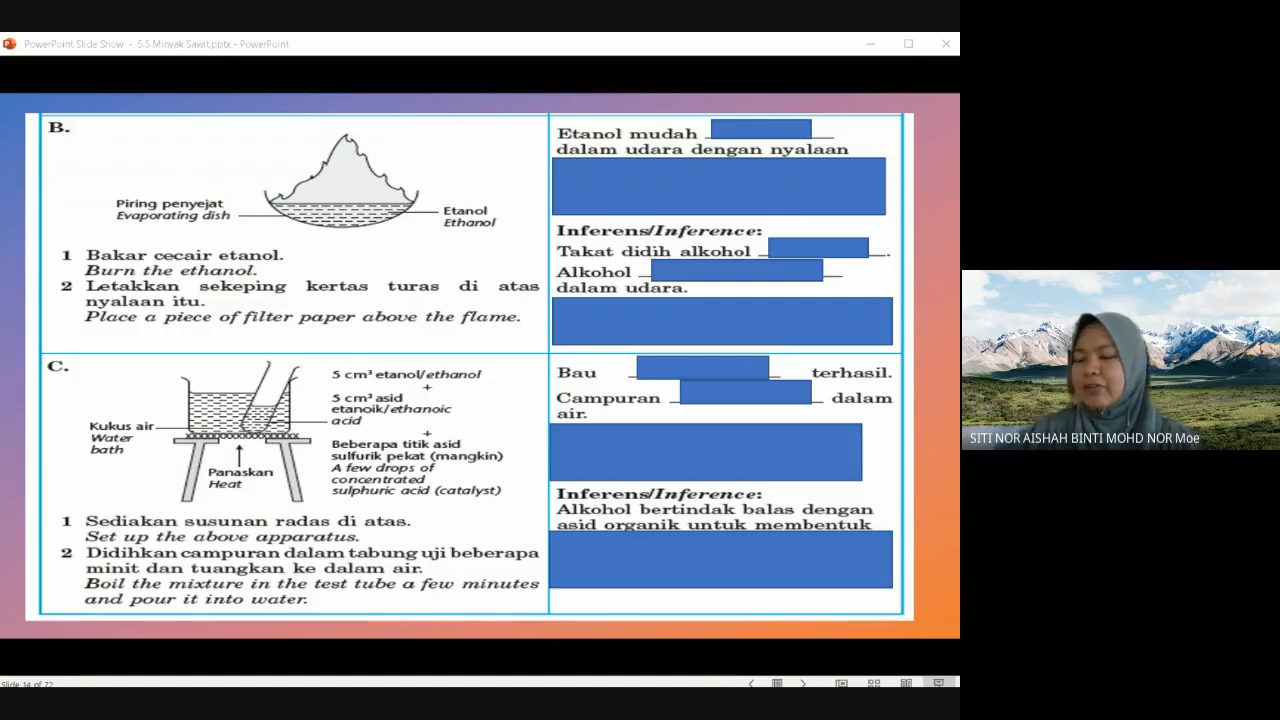 PowerPoint Slide Show - 5.5 Minyak Sawit.pptx - PowerPoint
B.
Piring penyejat
Evaporating dish
Etanol
Ethanol
1 Bakar cecair etanol.
Burn the ethanol.
2 Letakkan sekeping kertas turas di atas
nyalaan itu.
Place a piece of filter paper above the flame.
Etanol mudah
dalam udara dengan nyalaan
Inferens/Inference:
Takat didih alkohol .
Alkohol
dalam udara.
C.
Kukus air
Water
bath
Panaskan
Heat
5 cm³ etanol/ethanol
+
5 cm³ asid
etanoik/ethanoic
acid
+
Beberapa titik asid
sulfurik pekat (mangkin)
A few drops of
concentrated
sulphuric acid (catalyst)
1 Sediakan susunan radas di atas.
Set up the above apparatus.
2 Didihkan campuran dalam tabung uji beberapa
minit dan tuangkan ke dalam air.
Boil the mixture in the test tube a few minutes
and pour it into water.
Bau terhasil.
Campuran dalam
air.
Inferens/Inference:
Alkohol bertindak balas dengan
asid organik untuk membentuk
SITI NOR AISHAH BINTI MOHD NOR Moe
Slide 14 of 72